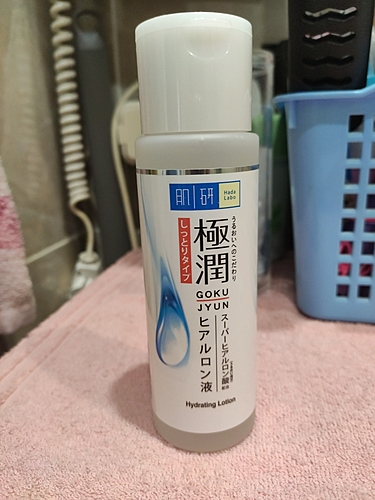 肌研
Hada
Labo
うるおいへのこだわり
極潤
しっとりタイプ
GOKU
JYUN
ヒアルロン液
スーパーヒアルロン酸
配合
Hydrating Lotion